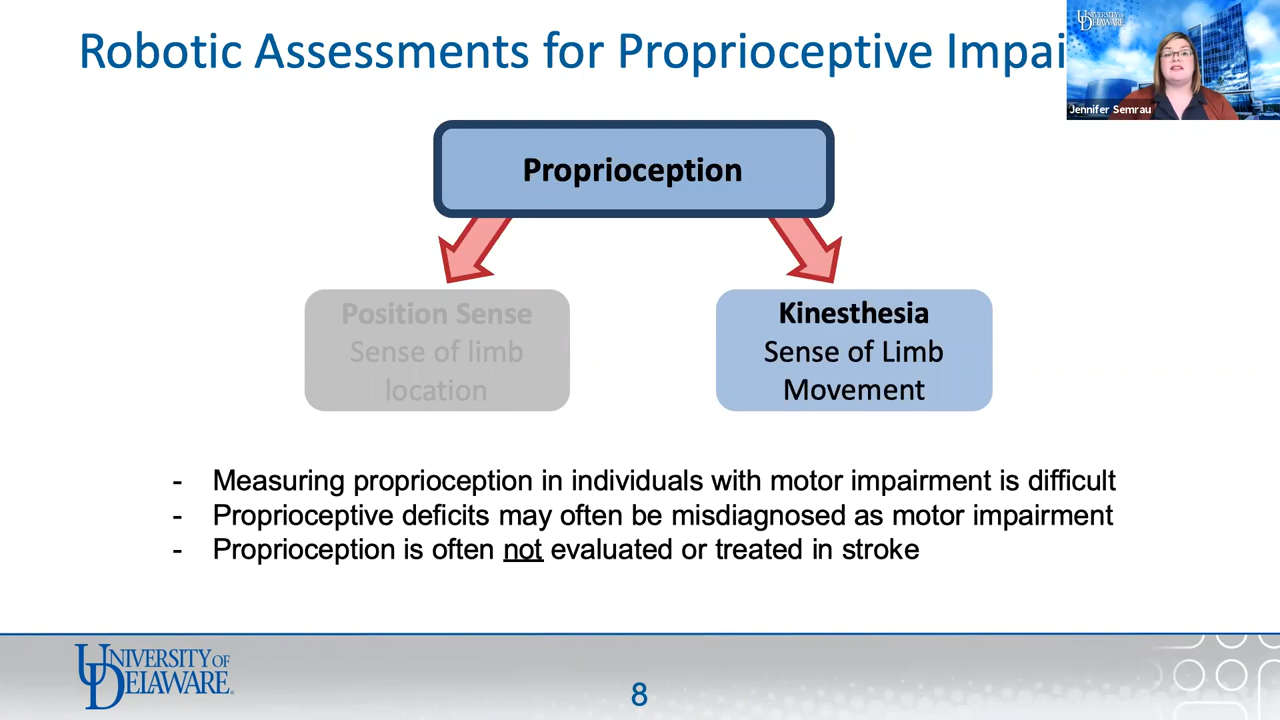 Robotic Assessments for Proprioceptive Impai
UNIVERSITY OF
DELAWARE
Jennifer Semrau
Proprioception
Position Sense
Sense of limb
location
Kinesthesia
Sense of Limb
Movement
- Measuring proprioception in individuals with motor impairment is difficult
- Proprioceptive deficits may often be misdiagnosed as motor impairment
- Proprioception is often not evaluated or treated in stroke
UNIVERSITY OF
DELAWARE
8